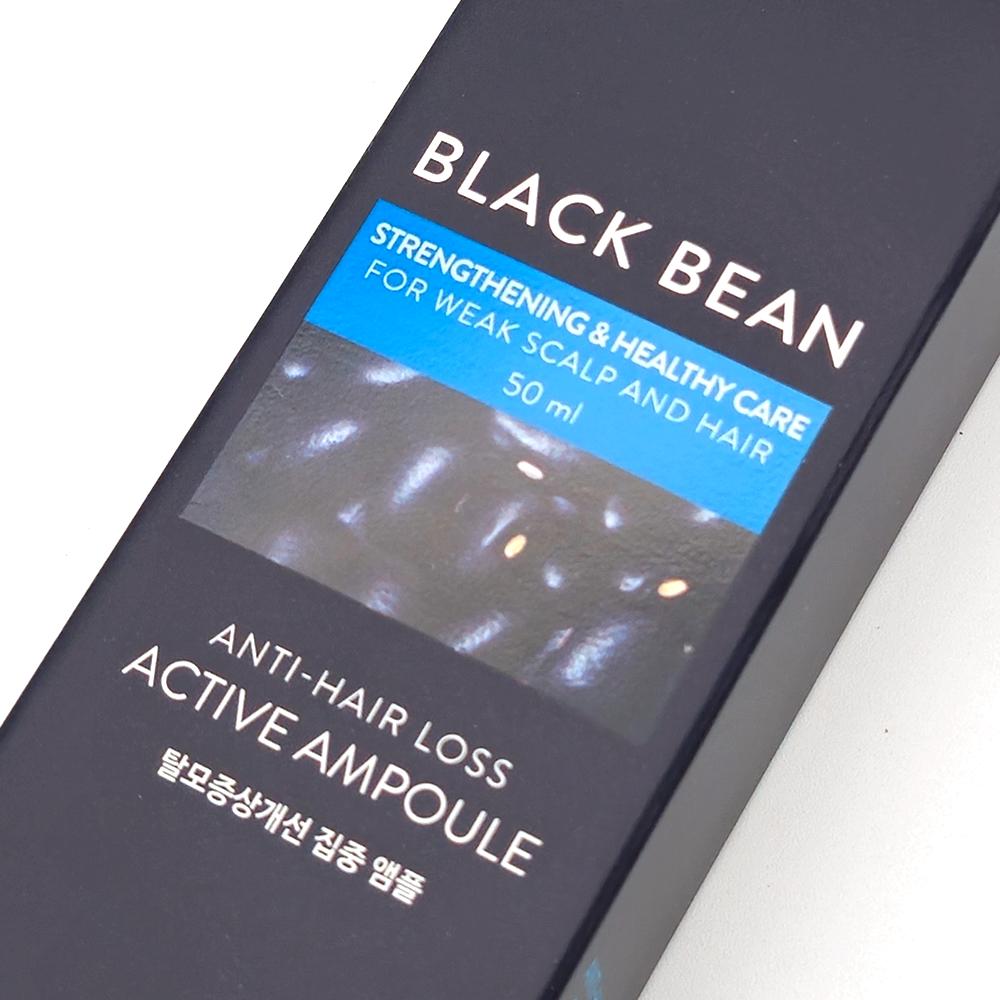 BLACK BEAN
STRENGTHENING & HEALTHY CARE
FOR WEAK SCALP AND HAIR
50 ml
ANTI-HAIR LOSS
ACTIVE AMPOULE
탈모증상개선 집중 앰플